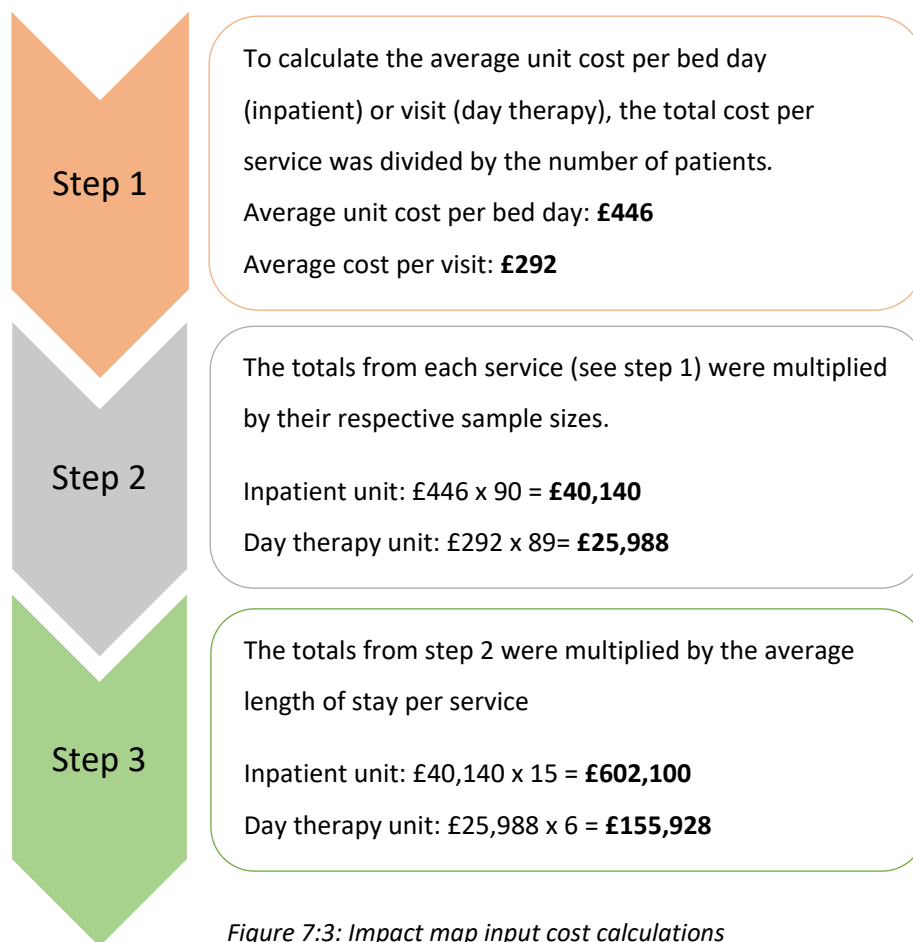 Step 1
To calculate the average unit cost per bed day
(inpatient) or visit (day therapy), the total cost per
service was divided by the number of patients.
Average unit cost per bed day: £446
Average cost per visit: £292
Step 2
The totals from each service (see step 1) were multiplied
by their respective sample sizes.
Inpatient unit: £446 x 90 = £40,140
Day therapy unit: £292 x 89= £25,988
Step 3
The totals from step 2 were multiplied by the average
length of stay per service
Inpatient unit: £40,140 x 15 = £602,100
Day therapy unit: £25,988 x 6 = £155,928
Figure 7:3: Impact map input cost calculations